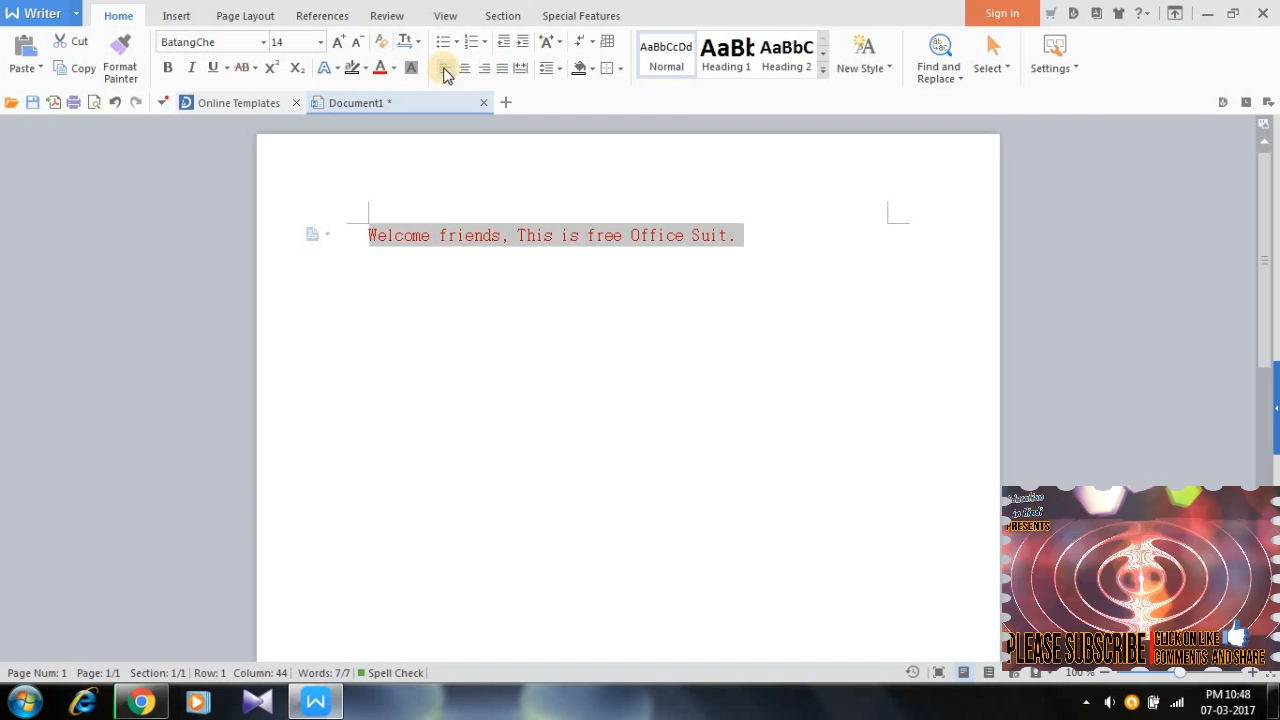 Writer Home Insert Page Layout References Review View Section Special Features Sign in
Paste Cut Copy Format Painter BatangChe 14 AaBbCcDd Normal AaBb Heading 1 AaBbC Heading 2 New Style Find and Replace Select Settings
Online Templates Document1 *
Welcome friends, This is free Office Suit.
in Hindi
PRESENTS
PLEASE SUBSCRIBE CLICK ON LIKE COMMENTS AND SHARE
Page Num: 1 Page: 1/1 Section: 1/1 Row: 1 Column: 44 Words: 7/7 Spell Check 100 %
PM 10:48
07-03-2017